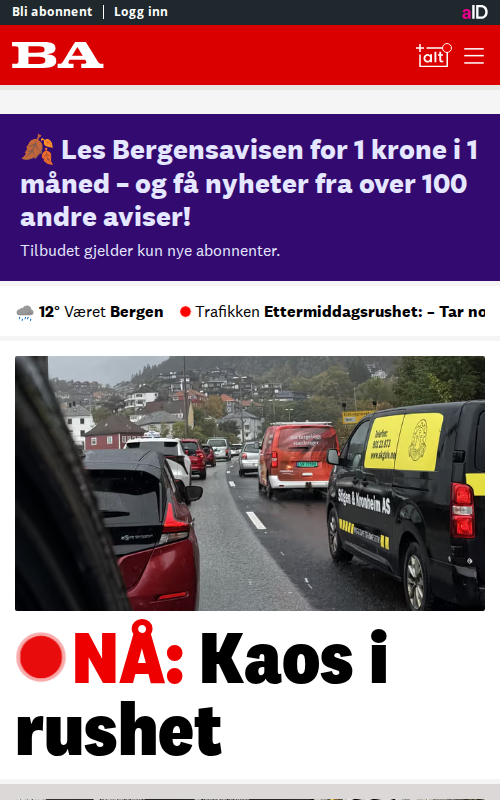 Bli abonnent
Logg inn
aID
BA
alt
Les Bergensavisen for 1 krone i 1
måned – og få nyheter fra over 100
andre aviser!
Tilbudet gjelder kun nye abonnenter.
12° Været Bergen
Trafikken Ettermiddagsrushet: – Tar no
Stigen & Kronheim AS
NÅ: Kaos i
rushet